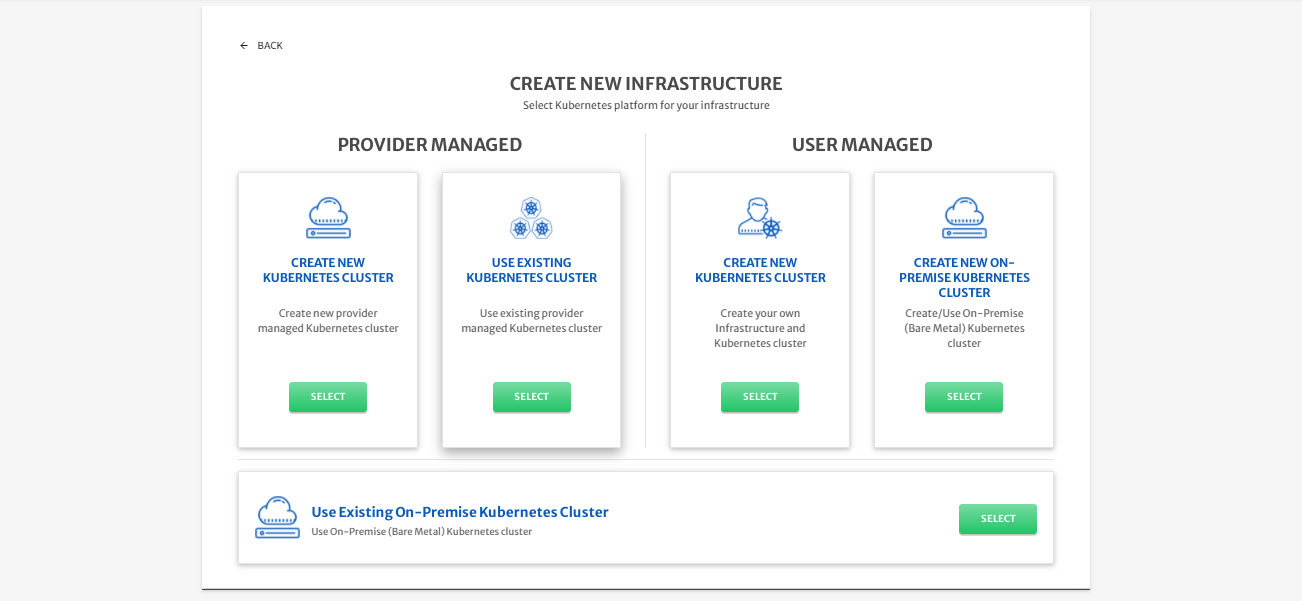 BACK
CREATE NEW INFRASTRUCTURE
Select Kubernetes platform for your infrastructure
PROVIDER MANAGED
CREATE NEW
KUBERNETES CLUSTER
Create new provider
managed Kubernetes cluster
SELECT
USE EXISTING
KUBERNETES CLUSTER
Use existing provider
managed Kubernetes cluster
SELECT
USER MANAGED
CREATE NEW
KUBERNETES CLUSTER
Create your own
Infrastructure and
Kubernetes cluster
SELECT
CREATE NEW ON-
PREMISE KUBERNETES
CLUSTER
Create/Use On-Premise
(Bare Metal) Kubernetes
cluster
SELECT
Use Existing On-Premise Kubernetes Cluster
Use On-Premise (Bare Metal) Kubernetes cluster
SELECT